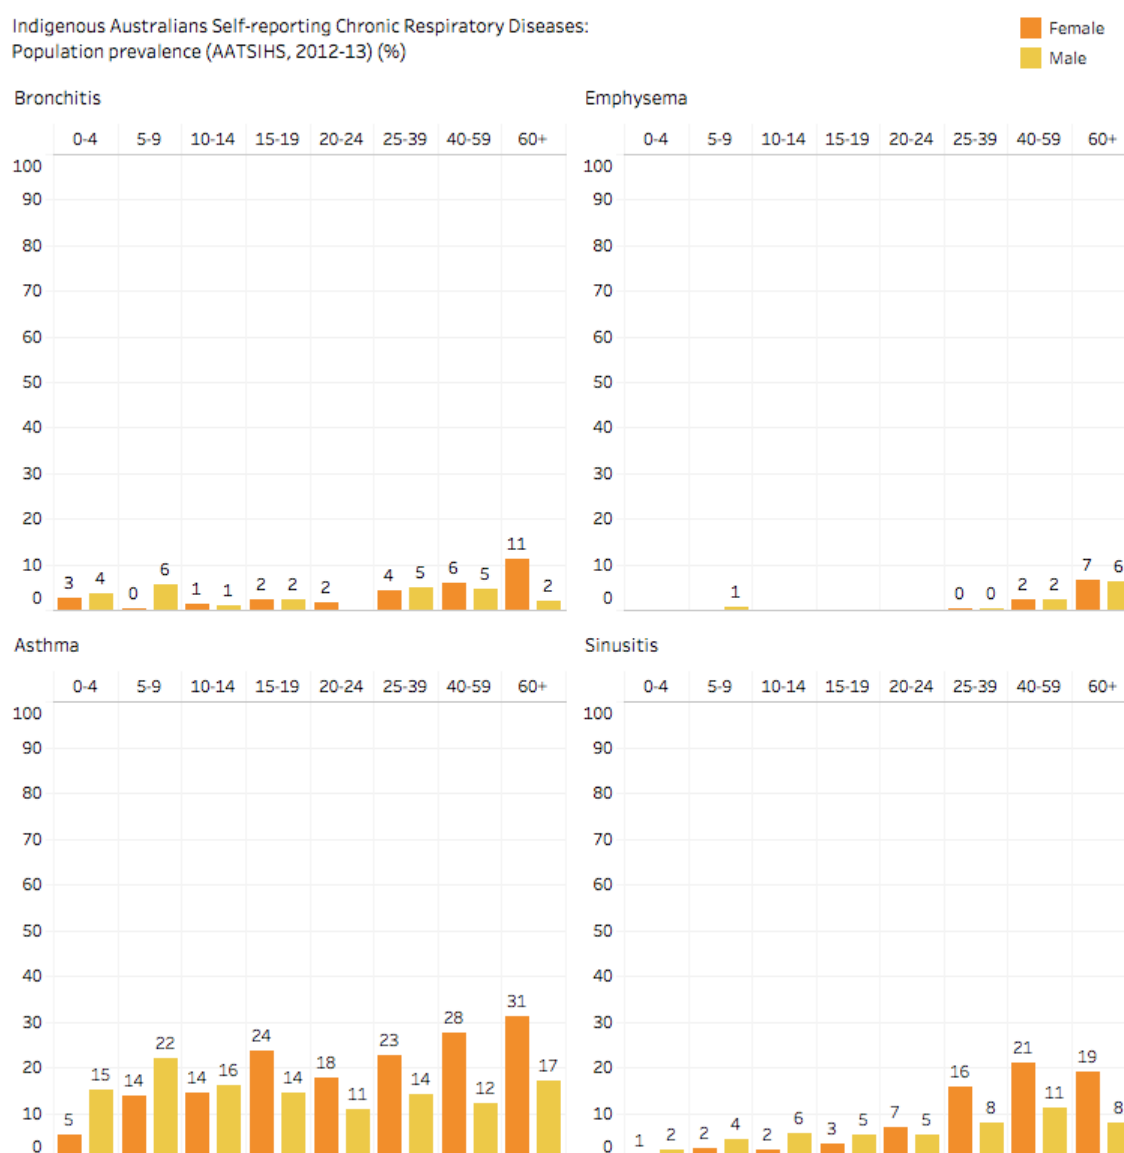 Indigenous Australians Self-reporting Chronic Respiratory Diseases:
Population prevalence (AATSIHS, 2012-13) (%)
Female
Male
Bronchitis
0-4 5-9 10-14 15-19 20-24 25-39 40-59 60+
100
90
80
70
60
50
40
30
20
10
0
3 4 0 6 1 1 2 2 2 4 5 6 5 11 2
Emphysema
0-4 5-9 10-14 15-19 20-24 25-39 40-59 60+
100
90
80
70
60
50
40
30
20
10
0
1 0 0 2 2 7 6
Asthma
0-4 5-9 10-14 15-19 20-24 25-39 40-59 60+
100
90
80
70
60
50
40
30
20
10
0
5 15 14 22 14 16 24 14 18 11 23 14 28 12 31 17
Sinusitis
0-4 5-9 10-14 15-19 20-24 25-39 40-59 60+
100
90
80
70
60
50
40
30
20
10
0
1 2 2 4 2 6 3 5 7 5 16 8 21 11 19 8